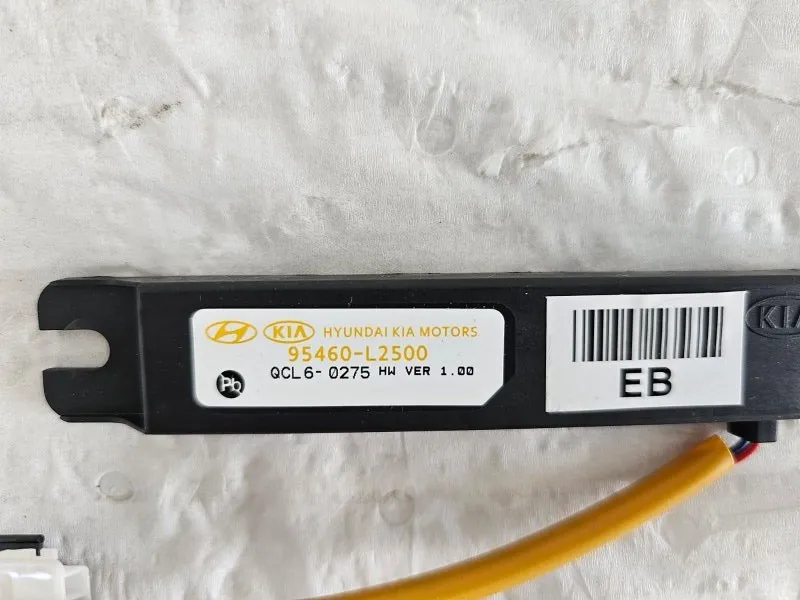 KIA HYUNDAI KIA MOTORS
95460-L2500
Pb QCL6-0275 HW VER 1.00
EB
KIA